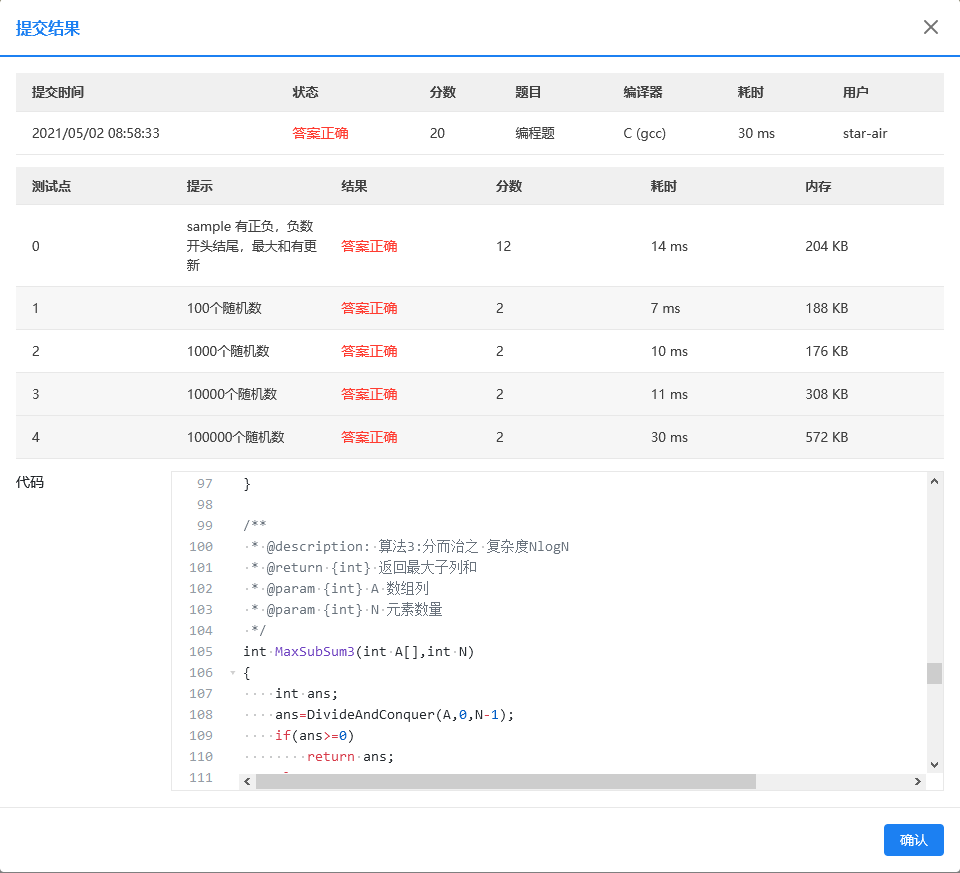 提交结果
提交时间 状态 分数 题目 编译器 耗时 用户
2021/05/02 08:58:33 答案正确 20 编程题 C (gcc) 30 ms star-air
测试点 提示 结果 分数 耗时 内存
0 sample 有正负，负数开头结尾，最大和有更新 答案正确 12 14 ms 204 KB
1 100个随机数 答案正确 2 7 ms 188 KB
2 1000个随机数 答案正确 2 10 ms 176 KB
3 10000个随机数 答案正确 2 11 ms 308 KB
4 100000个随机数 答案正确 2 30 ms 572 KB
代码
97 }
98
99 /**
100 * @description: 算法3:分而治之 复杂度NlogN
101 * @return {int} 返回最大子列和
102 * @param {int} A 数组列
103 * @param {int} N 元素数量
104 */
105 int MaxSubSum3(int A[],int N)
106 {
107 int ans;
108 ans=DivideAndConquer(A,0,N-1);
109 if(ans>=0)
110 return ans;
111
确认